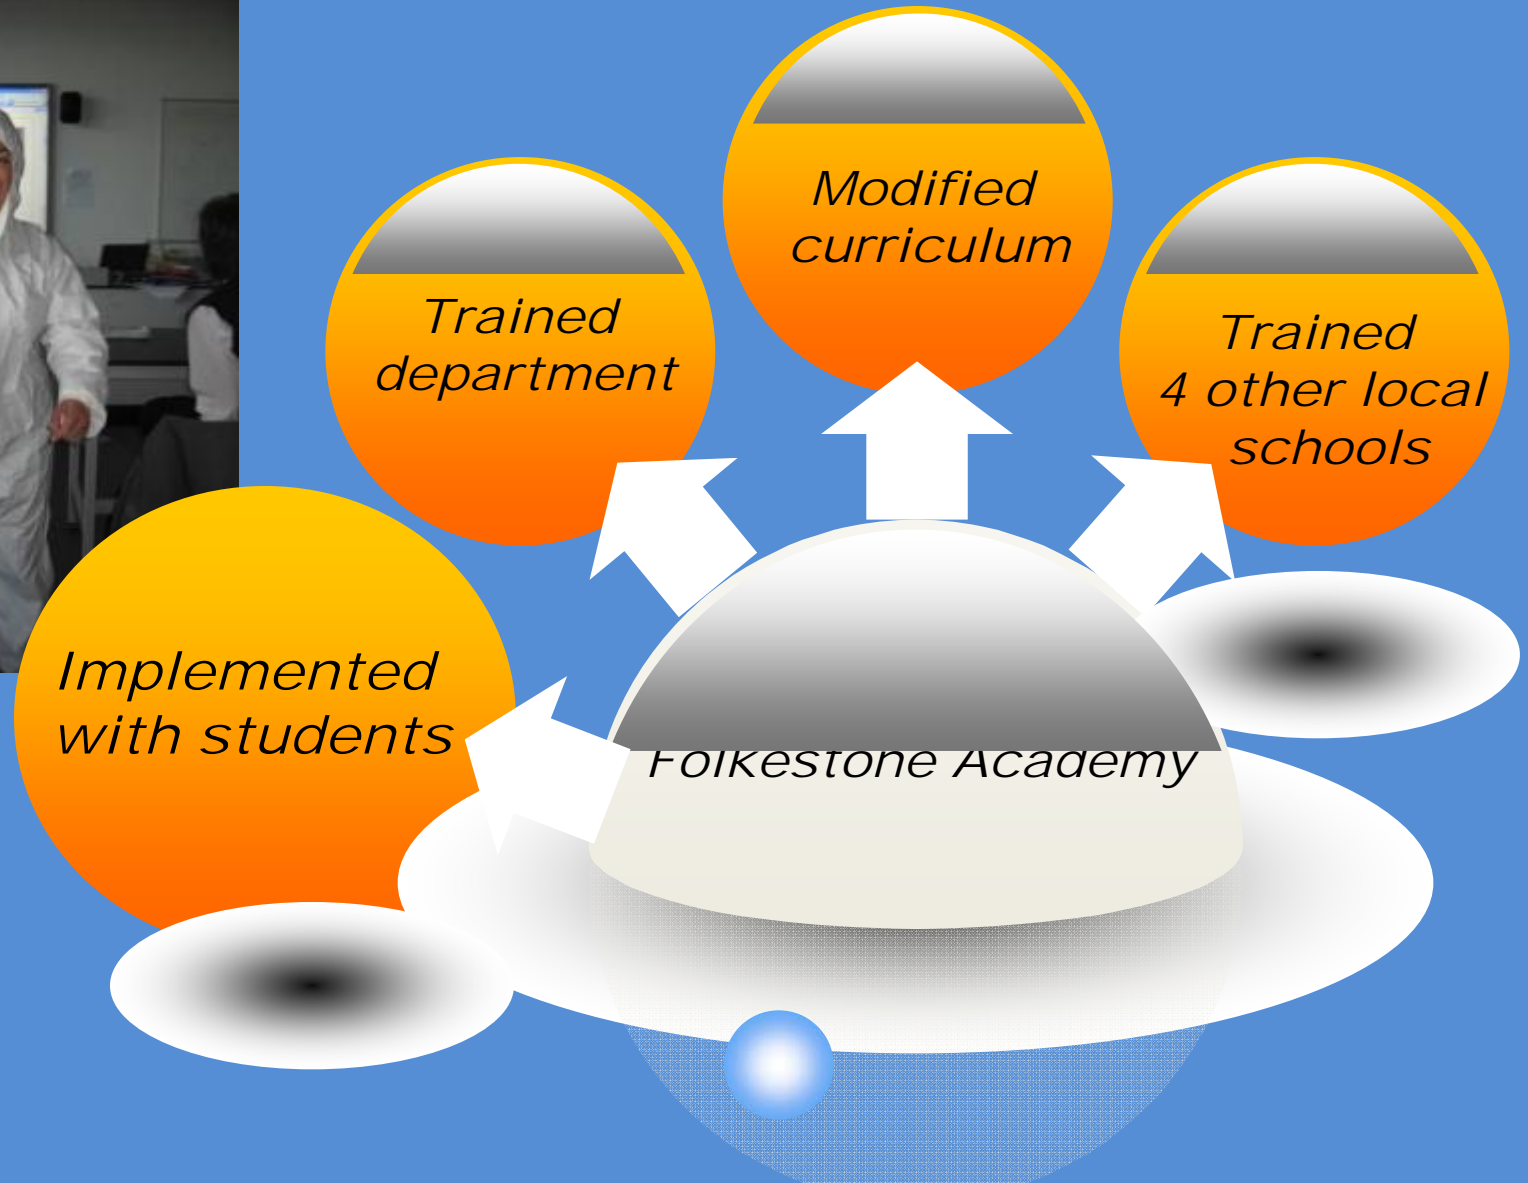 Modified
curriculum
Trained
department
Trained
4 other local
schools
Implemented
with students
Folkestone Academy